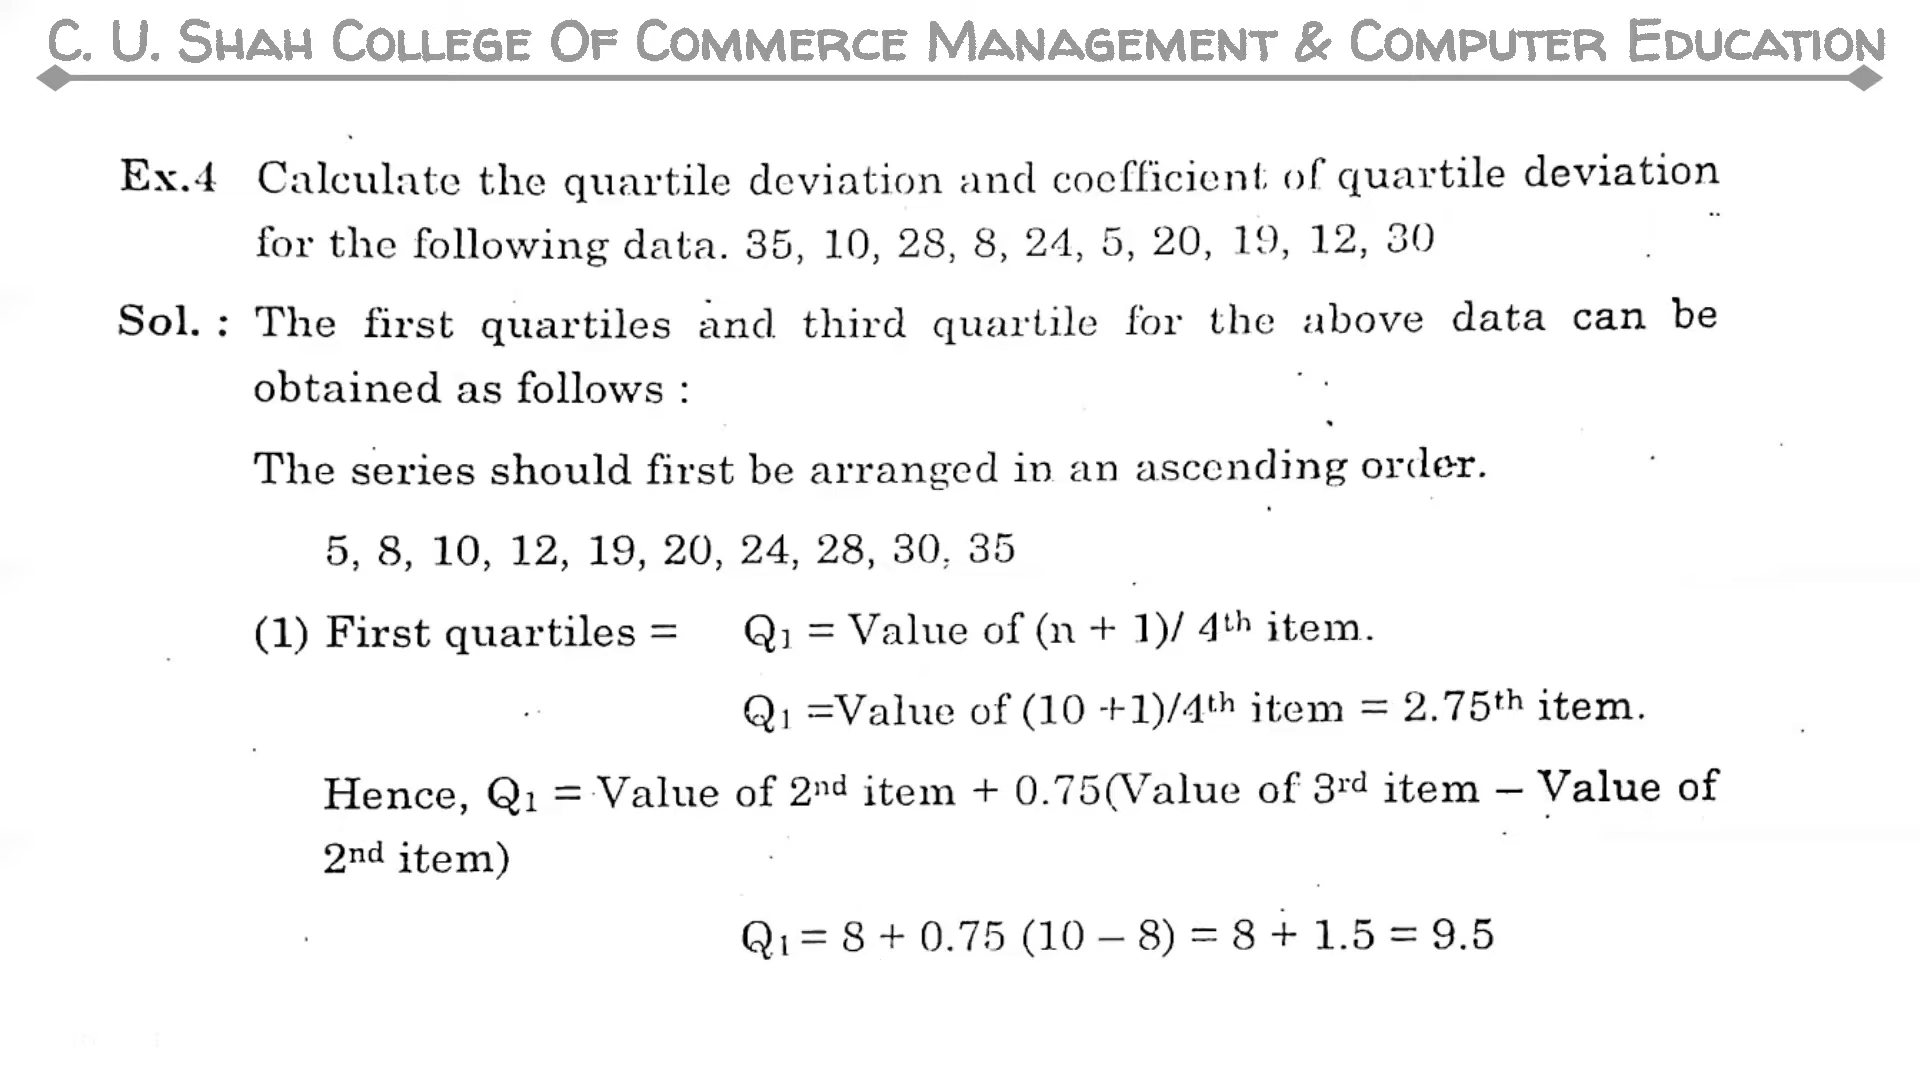 C. U. SHAH COLLEGE OF COMMERCE MANAGEMENT & COMPUTER EDUCATION
Ex.4 Calculate the quartile deviation and coefficient of quartile deviation
for the following data. 35, 10, 28, 8, 24, 5, 20, 19, 12, 30
Sol. : The first quartiles and third quartile for the above data can be
obtained as follows :
The series should first be arranged in an ascending order.
5, 8, 10, 12, 19, 20, 24, 28, 30, 35
(1) First quartiles = Q₁ = Value of (n + 1)/ 4ᵗʰ item.
Q₁ =Value of (10 +1)/4ᵗʰ item = 2.75ᵗʰ item.
Hence, Q₁ = Value of 2ⁿᵈ item + 0.75(Value of 3ʳᵈ item – Value of
2ⁿᵈ item)
Q₁ = 8 + 0.75 (10 – 8) = 8 + 1.5 = 9.5